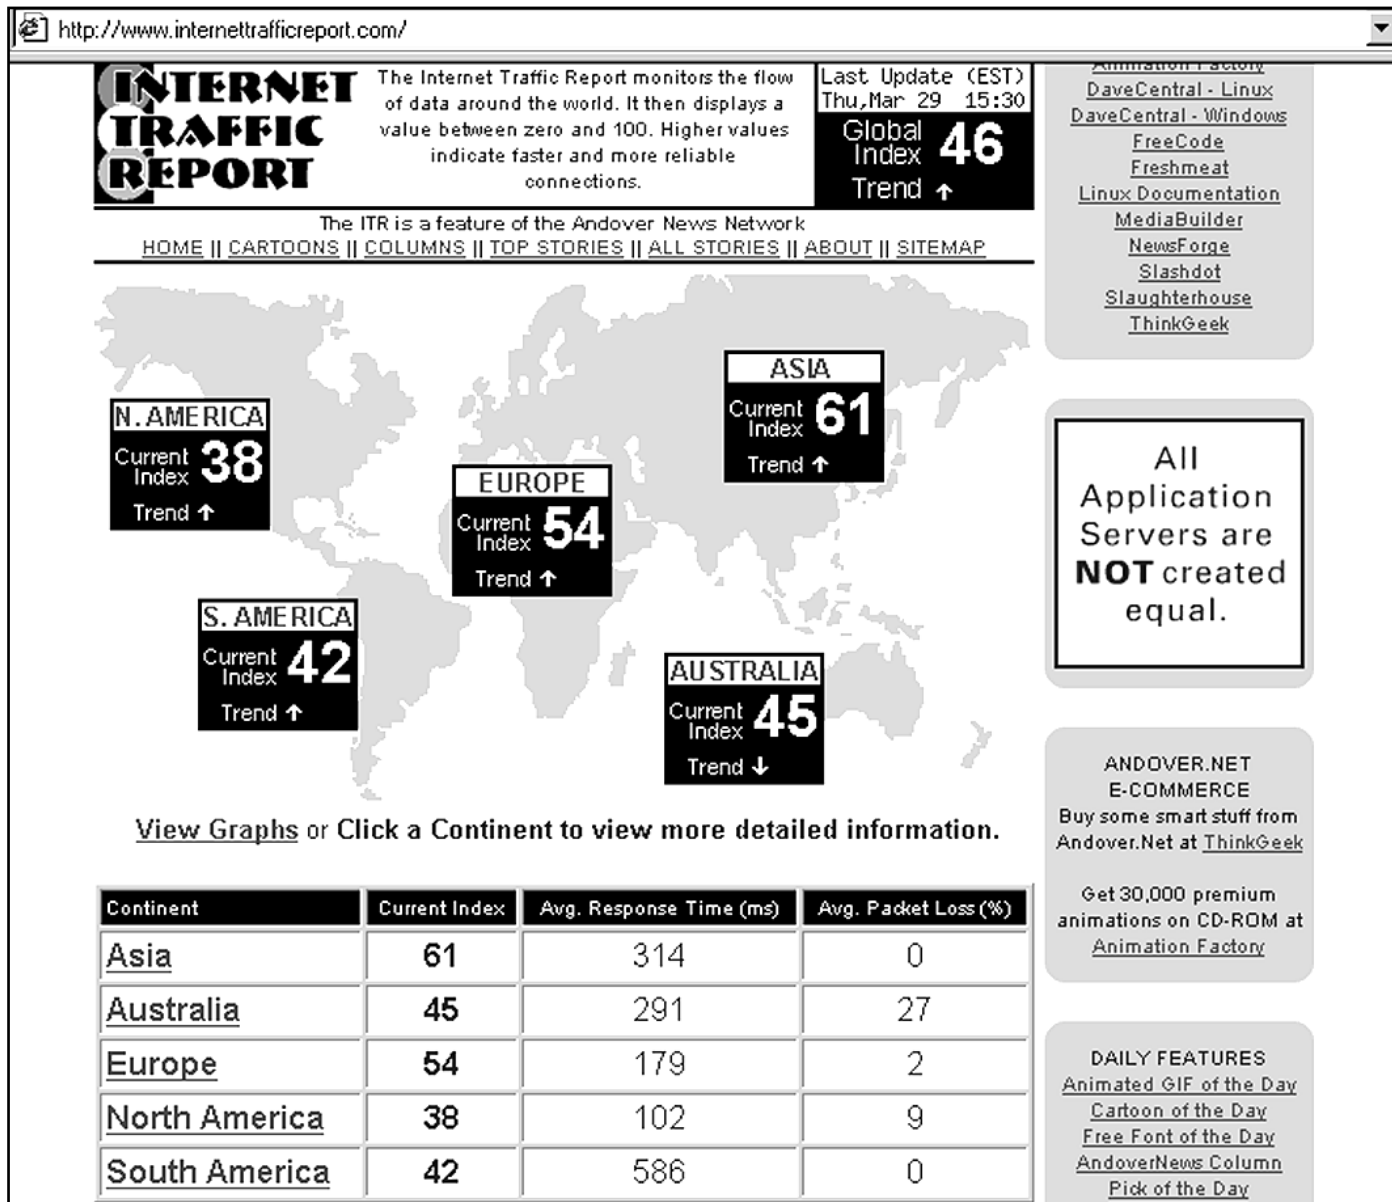 http://www.internettrafficreport.com/
INTERNET
TRAFFIC
REPORT
The Internet Traffic Report monitors the flow
of data around the world. It then displays a
value between zero and 100. Higher values
indicate faster and more reliable
connections.
Last Update (EST)
Thu,Mar 29 15:30
Global
Index 46
Trend ↑
The ITR is a feature of the Andover News Network
HOME || CARTOONS || COLUMNS || TOP STORIES || ALL STORIES || ABOUT || SITEMAP
N. AMERICA
Current
Index 38
Trend ↑
ASIA
Current
Index 61
Trend ↑
EUROPE
Current
Index 54
Trend ↑
S. AMERICA
Current
Index 42
Trend ↑
AUSTRALIA
Current
Index 45
Trend ↓
View Graphs or Click a Continent to view more detailed information.
Continent Current Index Avg. Response Time (ms) Avg. Packet Loss (%)
Asia 61 314 0
Australia 45 291 27
Europe 54 179 2
North America 38 102 9
South America 42 586 0
Animation Factory
DaveCentral - Linux
DaveCentral - Windows
FreeCode
Freshmeat
Linux Documentation
MediaBuilder
NewsForge
Slashdot
Slaughterhouse
ThinkGeek
All
Application
Servers are
NOT created
equal.
ANDOVER.NET
E-COMMERCE
Buy some smart stuff from
Andover.Net at ThinkGeek
Get 30,000 premium
animations on CD-ROM at
Animation Factory
DAILY FEATURES
Animated GIF of the Day
Cartoon of the Day
Free Font of the Day
AndoverNews Column
Pick of the Day